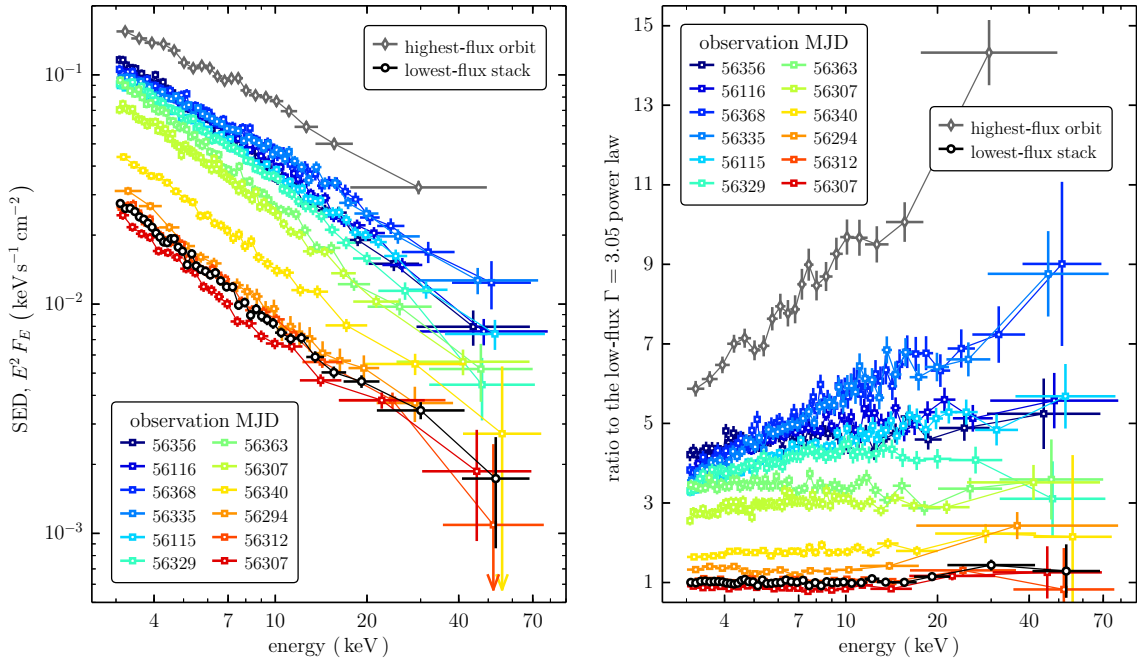 10⁻¹
10⁻²
10⁻³
SED, E² F_E ( keV s⁻¹ cm⁻² )
highest-flux orbit
lowest-flux stack
observation MJD
56356 56363
56116 56307
56368 56340
56335 56294
56115 56312
56329 56307
4 7 10 20 40 70
energy ( keV )
15
13
11
9
7
5
3
1
ratio to the low-flux Γ = 3.05 power law
observation MJD
56356 56363
56116 56307
56368 56340
56335 56294
56115 56312
56329 56307
highest-flux orbit
lowest-flux stack
4 7 10 20 40 70
energy ( keV )